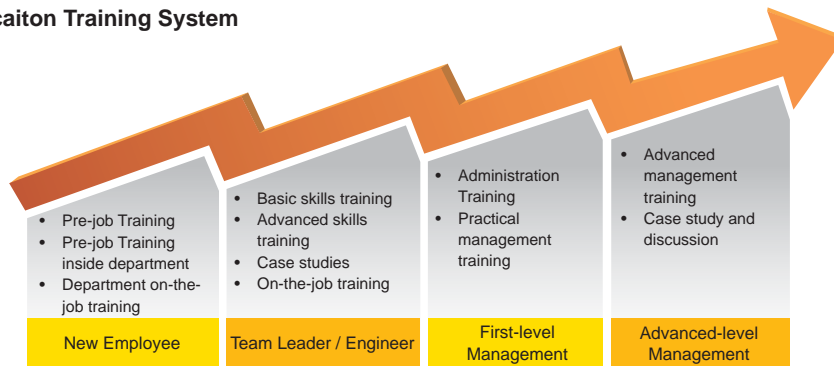 caiton Training System
• Pre-job Training
• Pre-job Training
inside department
• Department on-the-
job training
New Employee
• Basic skills training
• Advanced skills
training
• Case studies
• On-the-job training
Team Leader / Engineer
• Administration
Training
• Practical
management
training
First-level
Management
• Advanced
management
training
• Case study and
discussion
Advanced-level
Management